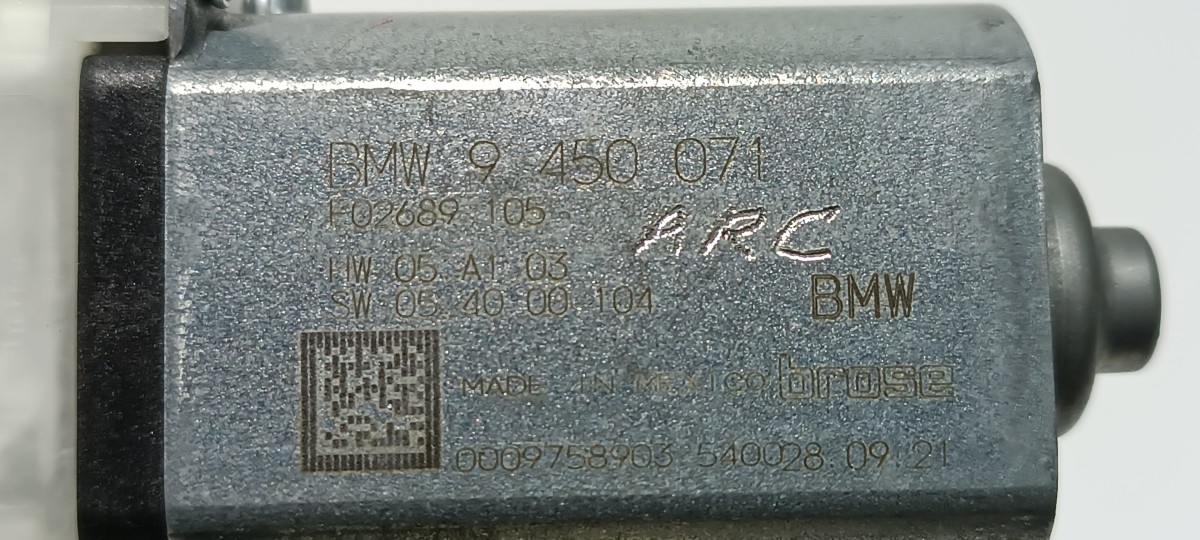 BMW 9 450 071
F02689 105
ARC
HW 05 A1 03
SW 05 40 00 104
BMW
MADE IN MEXICO brose
0009758903 540028.09.21